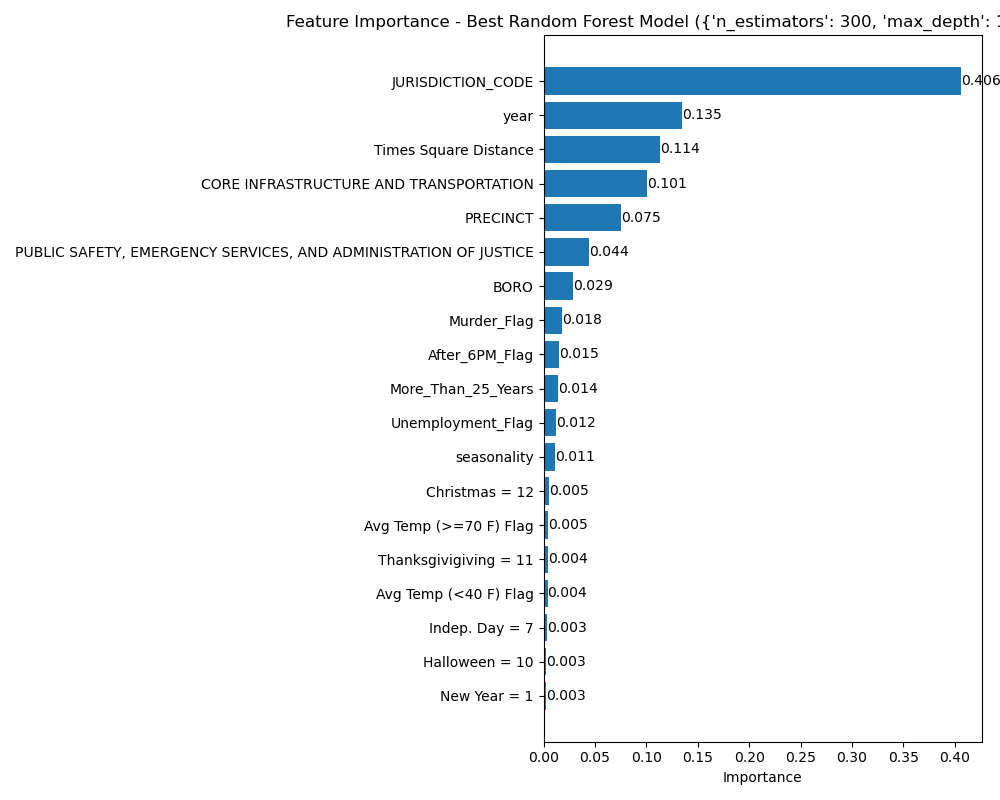 Feature Importance - Best Random Forest Model ({'n_estimators': 300, 'max_depth': 1
JURISDICTION_CODE 0.406
year 0.135
Times Square Distance 0.114
CORE INFRASTRUCTURE AND TRANSPORTATION 0.101
PRECINCT 0.075
PUBLIC SAFETY, EMERGENCY SERVICES, AND ADMINISTRATION OF JUSTICE 0.044
BORO 0.029
Murder_Flag 0.018
After_6PM_Flag 0.015
More_Than_25_Years 0.014
Unemployment_Flag 0.012
seasonality 0.011
Christmas = 12 0.005
Avg Temp (>=70 F) Flag 0.005
Thanksgivigiving = 11 0.004
Avg Temp (<40 F) Flag 0.004
Indep. Day = 7 0.003
Halloween = 10 0.003
New Year = 1 0.003
0.00 0.05 0.10 0.15 0.20 0.25 0.30 0.35 0.40
Importance